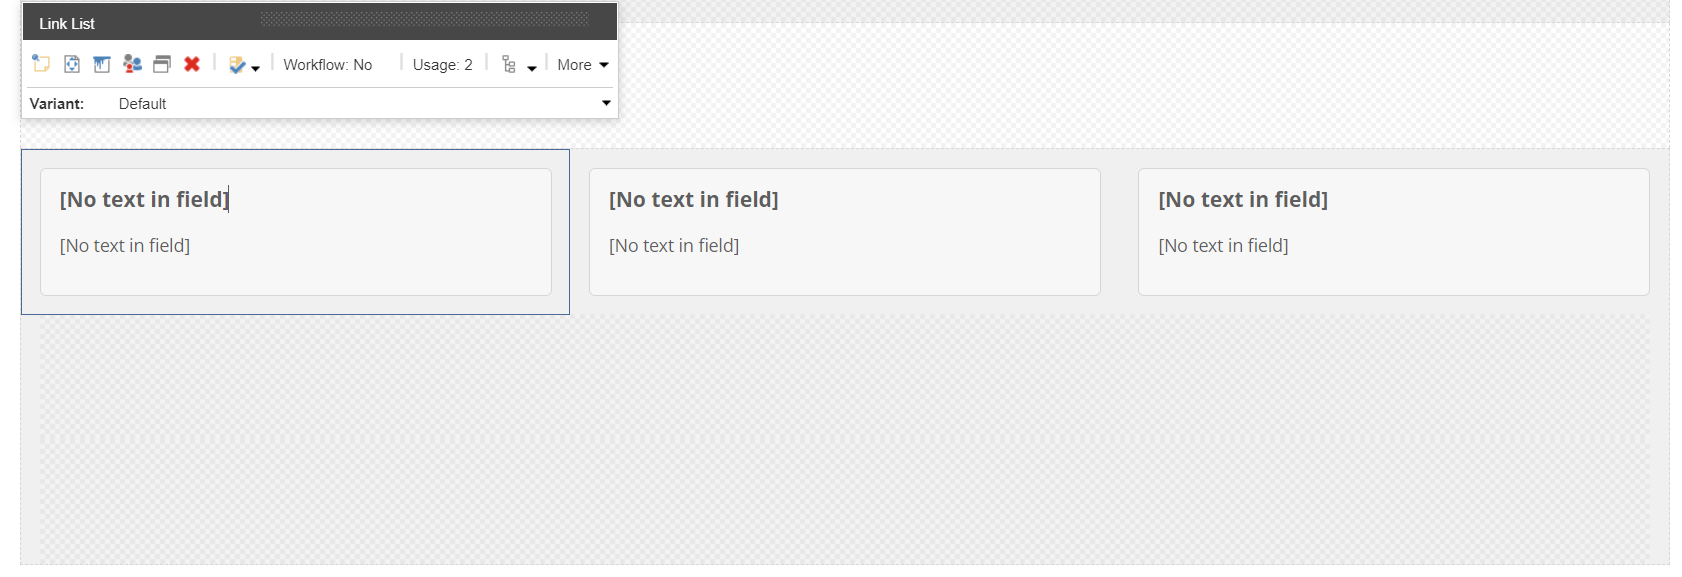 Link List
Workflow: No Usage: 2 More
Variant: Default
[No text in field] [No text in field] [No text in field]
[No text in field] [No text in field] [No text in field]